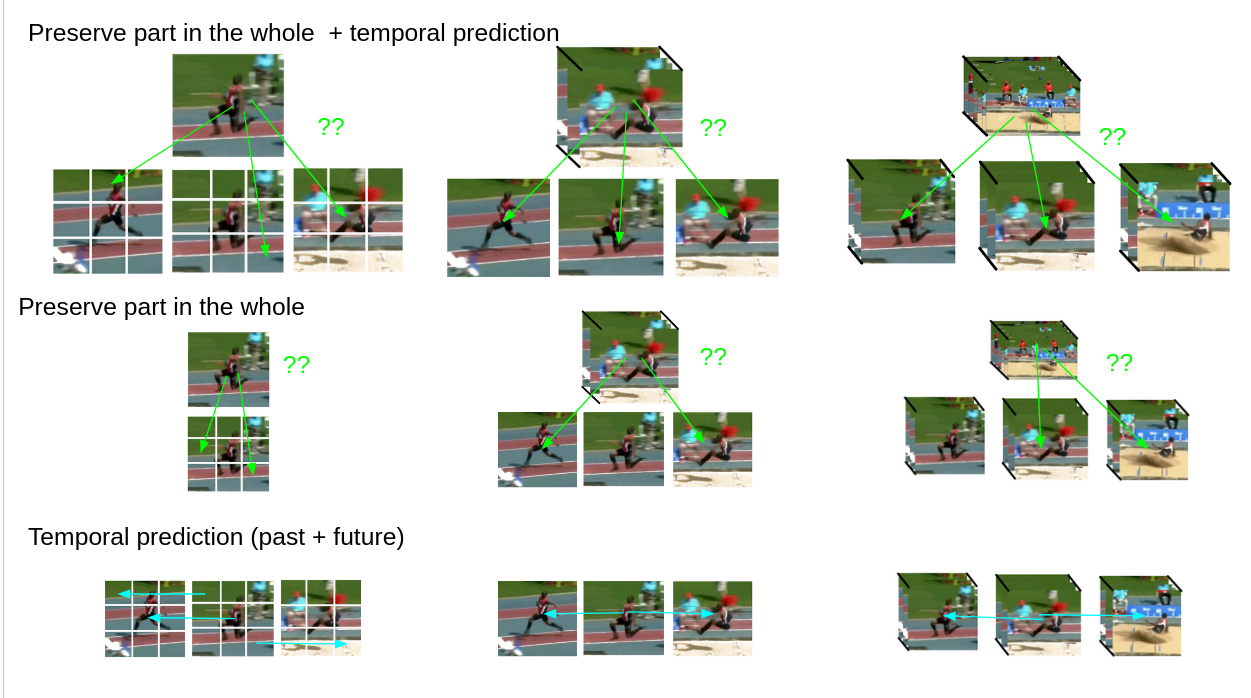 Preserve part in the whole + temporal prediction
??
??
??
Preserve part in the whole
??
??
??
Temporal prediction (past + future)